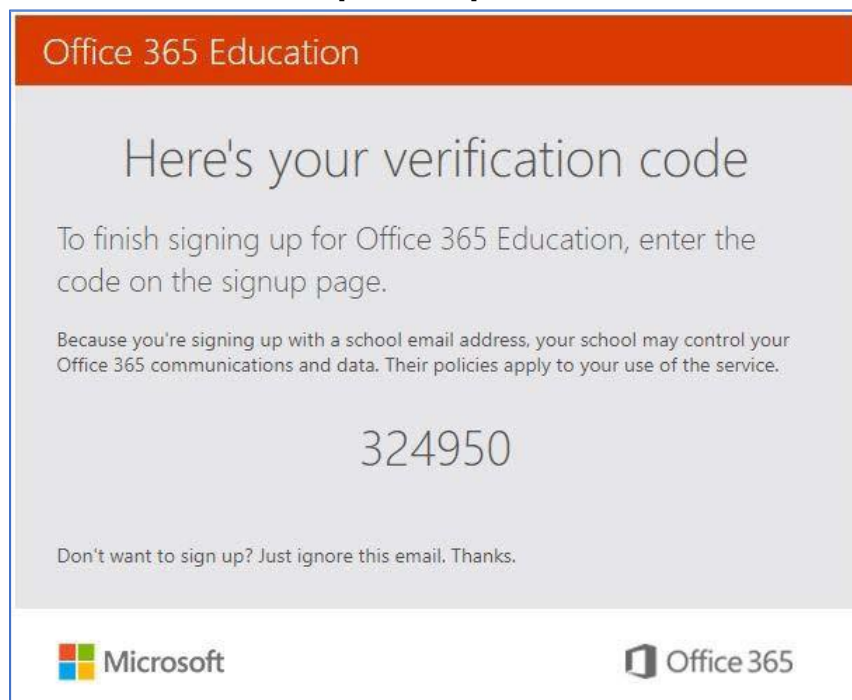 Office 365 Education
Here's your verification code
To finish signing up for Office 365 Education, enter the
code on the signup page.
Because you're signing up with a school email address, your school may control your
Office 365 communications and data. Their policies apply to your use of the service.
324950
Don't want to sign up? Just ignore this email. Thanks.
Microsoft
Office 365